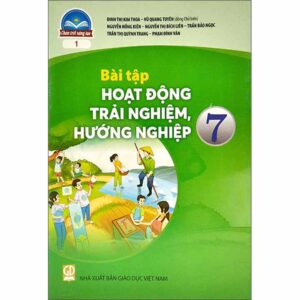 ĐINH THỊ KIM THOA - VŨ QUANG TUYÊN (đồng Chủ biên)
NGUYỄN HỒNG KIÊN - NGUYỄN THỊ BÍCH LIÊN - TRẦN BẢO NGỌC
TRẦN THỊ QUỲNH TRANG - PHẠM ĐÌNH VĂN
Chân trời sáng tạo
1
Bài tập
HOẠT ĐỘNG
TRẢI NGHIỆM,
HƯỚNG NGHIỆP
7
NHÀ XUẤT BẢN GIÁO DỤC VIỆT NAM